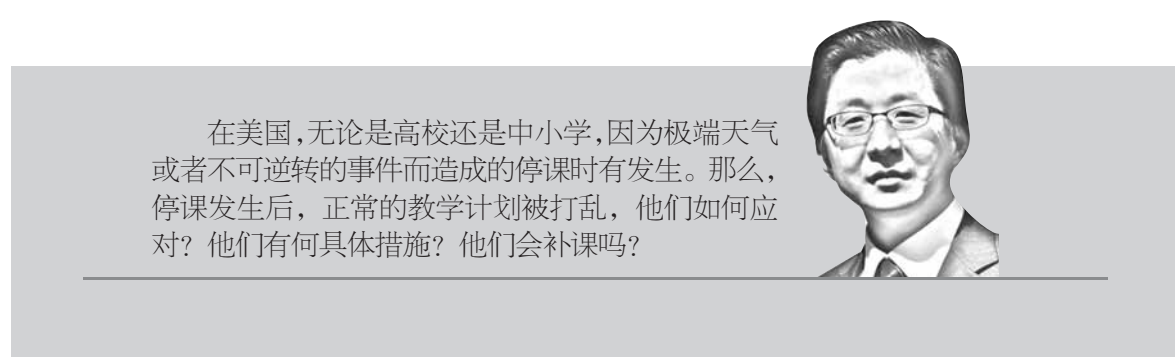 在美国,无论是高校还是中小学,因为极端天气
或者不可逆转的事件而造成的停课时有发生。那么,
停课发生后，正常的教学计划被打乱，他们如何应
对？他们有何具体措施？他们会补课吗？